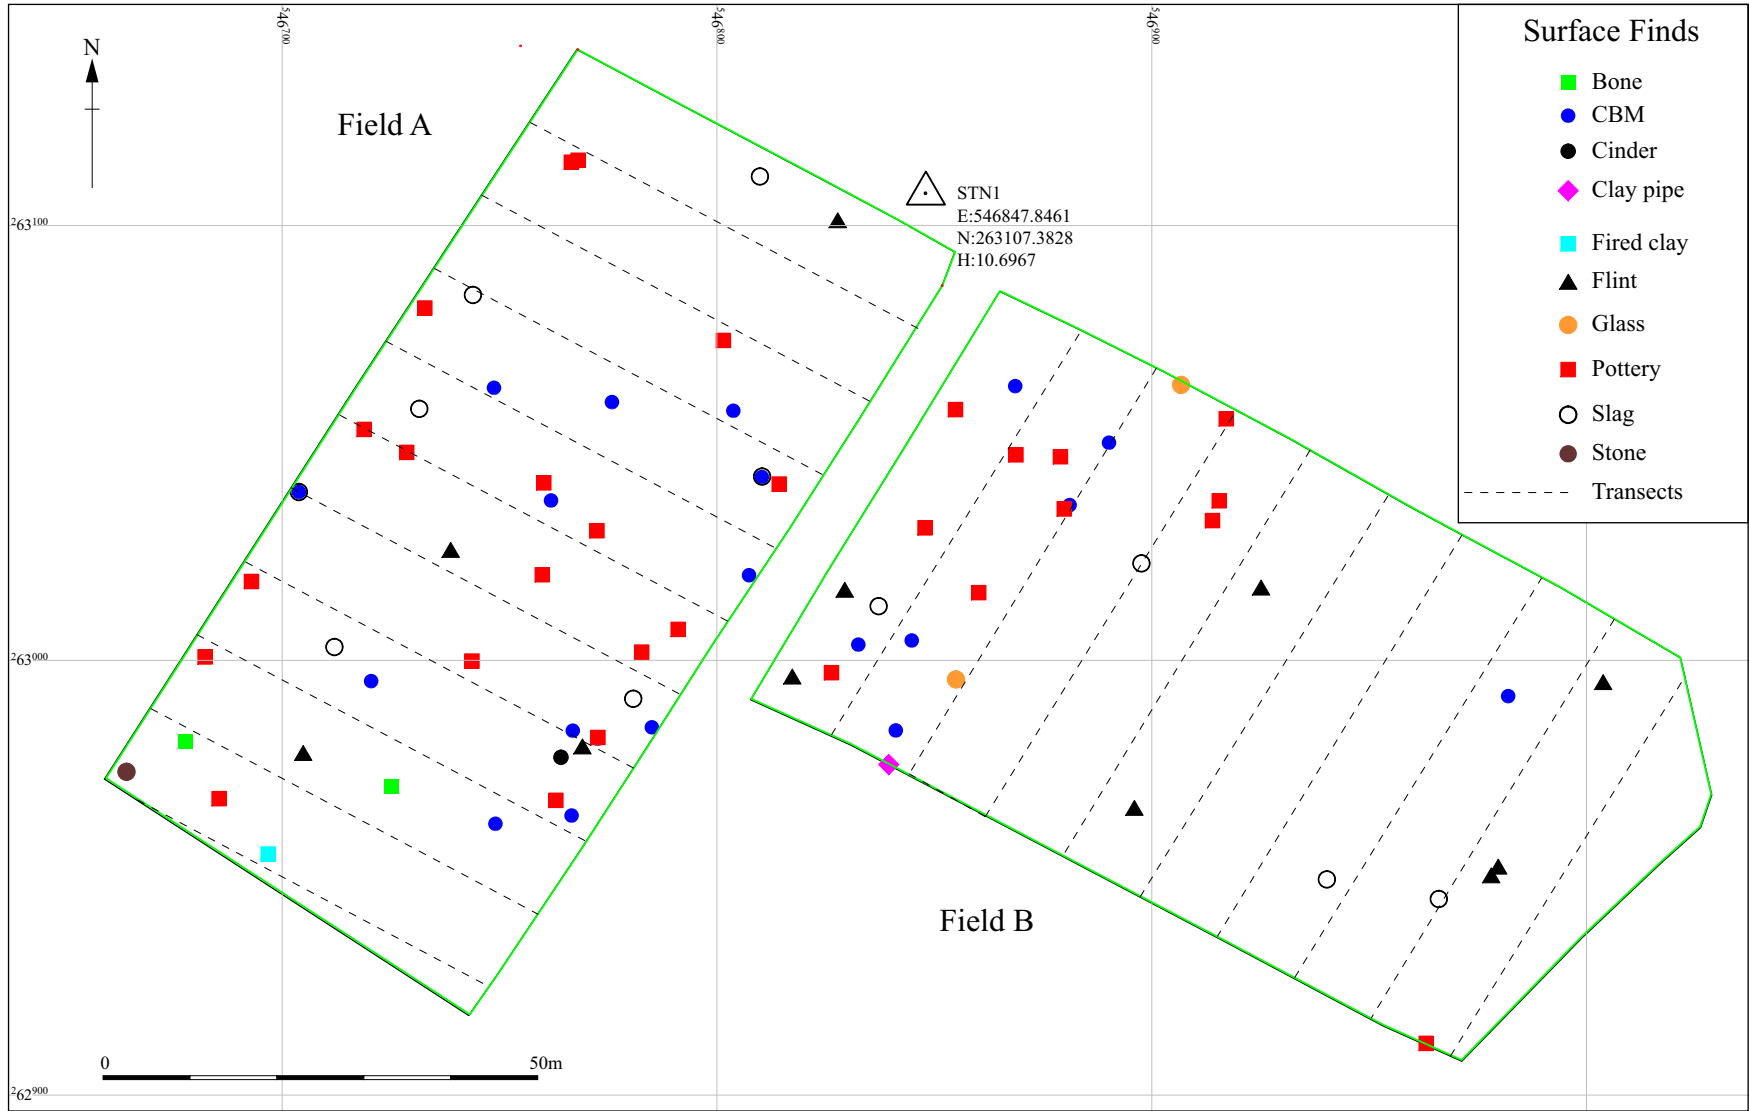 546700
546800
546900
Surface Finds
N
Bone
CBM
Field A
Cinder
Clay pipe
STN1
E:546847.8461
N:263107.3828
H:10.6967
263100
Fired clay
Flint
Glass
Pottery
Slag
Stone
Transects
263000
Field B
0 50m
262900